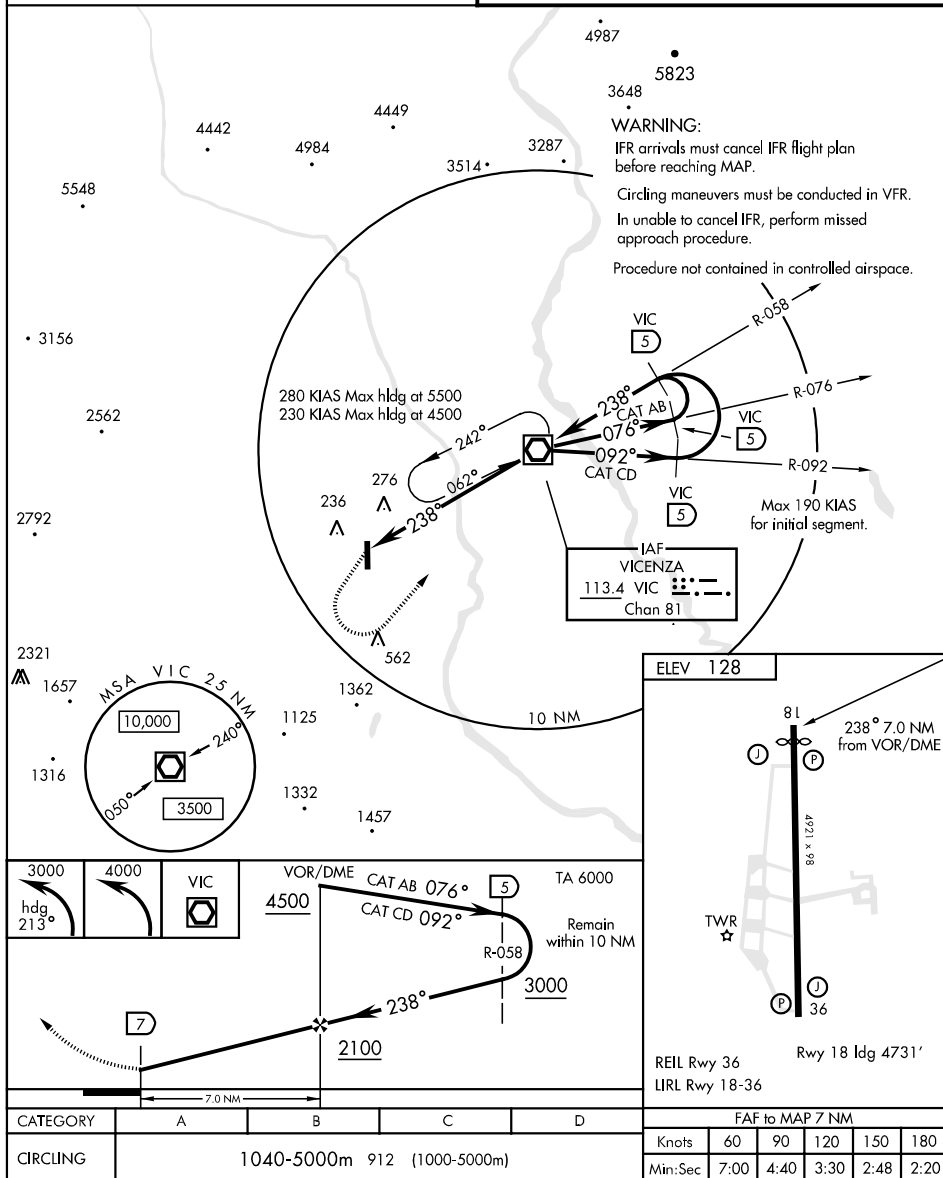 4987
5823
3648
4449
4442
4984
3514
3287
5548
WARNING:
IFR arrivals must cancel IFR flight plan
before reaching MAP.
Circling maneuvers must be conducted in VFR.
In unable to cancel IFR, perform missed
approach procedure.
Procedure not contained in controlled airspace.
R-058
VIC
5
3156
R-076
280 KIAS Max hldg at 5500
230 KIAS Max hldg at 4500
238°
CAT AB
076°
VIC
5
2562
242°
092°
CAT CD
R-092
062°
VIC
5
276
236
238°
Max 190 KIAS
for initial segment.
2792
IAF
VICENZA
113.4 VIC
Chan 81
562
2321
1657
MSA VIC 25 NM
10,000
240°
050°
3500
1362
1125
10 NM
1316
1332
1457
ELEV 128
18
238° 7.0 NM
from VOR/DME
J
P
4921 x 98
TWR
P
J
36
REIL Rwy 36
LIRL Rwy 18-36
Rwy 18 ldg 4731'
3000
hdg
213°
4000
VIC
VOR/DME
4500
CAT AB 076°
CAT CD 092°
5
TA 6000
Remain
within 10 NM
R-058
3000
238°
7
2100
7.0 NM
CATEGORY A B C D
CIRCLING 1040-5000m 912 (1000-5000m)
FAF to MAP 7 NM
Knots 60 90 120 150 180
Min:Sec 7:00 4:40 3:30 2:48 2:20